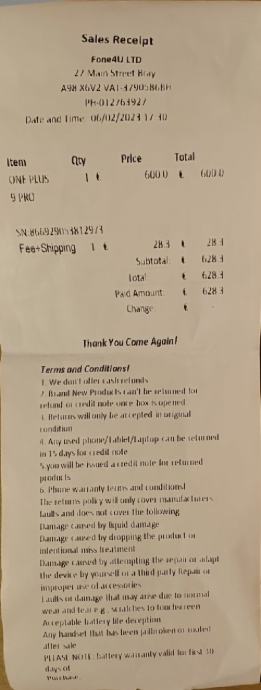 Sales Receipt
Fone4U LTD
27 Main Street Bray
A98 X6V2 VAT-3790586BH
PH-012763927
Date and Time: 06/02/2023 17:30
Item Qty Price Total
ONE PLUS 1 € 600.0 € 600.0
9 PRO
SN:866929053812973
Fee+Shipping 1 € 28.3 € 28.3
Subtotal: € 628.3
Total: € 628.3
Paid Amount: € 628.3
Change: €
Thank You Come Again!
Terms and Conditions!
1. We don't offer cash refunds
2. Brand New Products can't be returned for
refund or credit note once box is opened
3. Returns will only be accepted in original
condition
4. Any used phone/Tablet/Laptop can be returned
in 15 days for credit note
5.you will be issued a credit note for returned
products
6. Phone warranty terms and conditions!
The returns policy will only cover manufacturers
faults and does not cover the following
Damage caused by liquid damage
Damage caused by dropping the product or
intentional miss treatment
Damage caused by attempting the repair or adapt
the device by yourself or a third party Repair or
improper use of accessories
Faults or damage that may arise due to normal
wear and tear e.g., scratches to touchscreen
Acceptable battery life deception
Any handset that has been jailbroken or rooted
after sale
PLEASE NOTE: battery warranty valid for first 30
days of
Purchase.